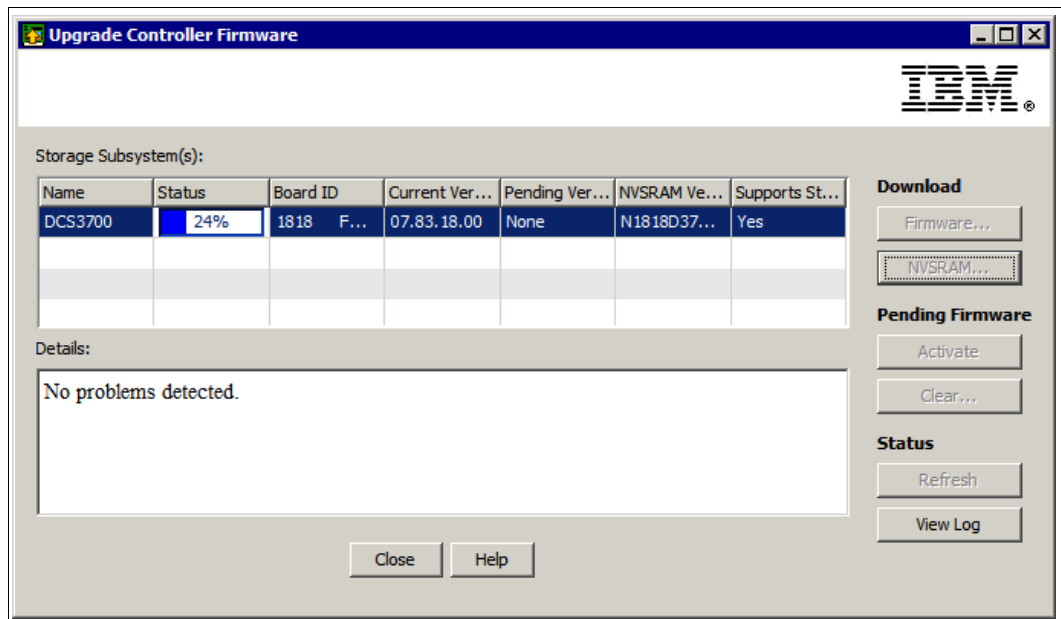 Upgrade Controller Firmware
IBM®
Storage Subsystem(s):
Name Status Board ID Current Ver... Pending Ver... NVSRAM Ve... Supports St...
DCS3700 24% 1818 F... 07.83.18.00 None N1818D37... Yes
Download
Firmware...
NVSRAM...
Pending Firmware
Activate
Clear...
Status
Refresh
View Log
Details:
No problems detected.
Close Help